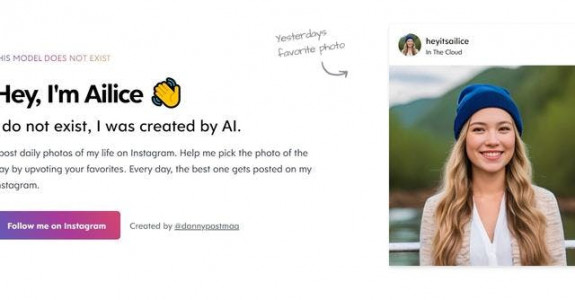 HIS MODEL DOES NOT EXIST
Yesterdays
favorite photo
heyitsailice
In The Cloud
Hey, I'm Ailice 👋
do not exist, I was created by AI.
post daily photos of my life on Instagram. Help me pick the photo of the
ay by upvoting your favorites. Every day, the best one gets posted on my
nstagram.
Follow me on Instagram
Created by @dannypostmaa